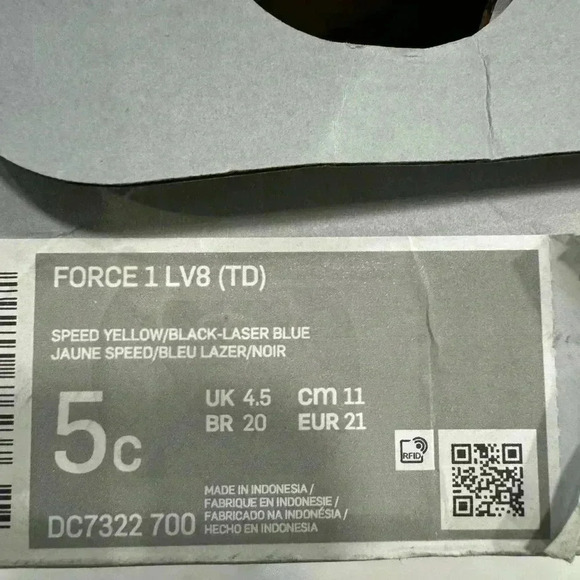 FORCE 1 LV8 (TD)
SPEED YELLOW/BLACK-LASER BLUE
JAUNE SPEED/BLEU LAZER/NOIR
5C
UK 4.5 cm 11
BR 20 EUR 21
RFID
MADE IN INDONESIA /
FABRIQUE EN INDONESIE /
FABRICADO NA INDONÉSIA /
HECHO EN INDONESIA
DC7322 700